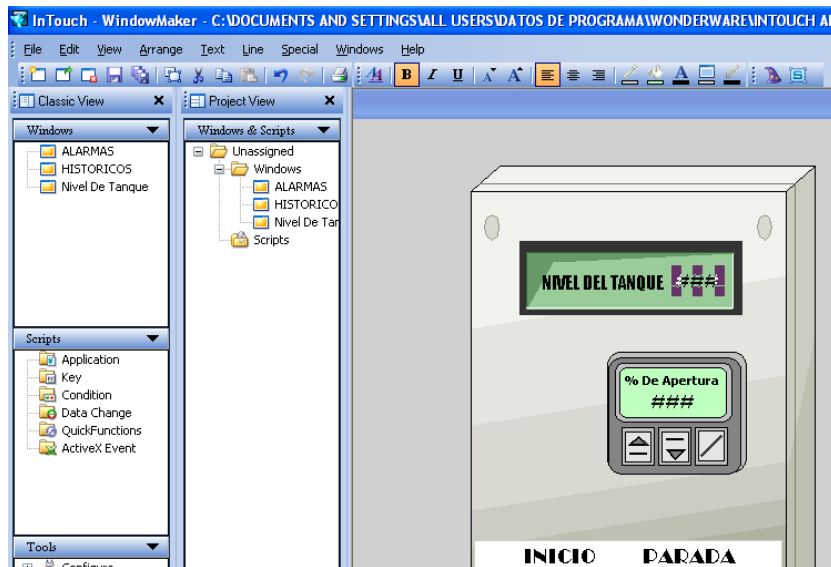 InTouch - WindowMaker - C:\DOCUMENTS AND SETTINGS\ALL USERS\DATOS DE PROGRAMA\WONDERWARE\INTOUCH
File Edit View Arrange Text Line Special Windows Help
B I U A A A S
Classic View
Windows
ALARMAS
HISTORICOS
Nivel De Tanque
Scripts
Application
Key
Condition
Data Change
QuickFunctions
ActiveX Event
Tools
Configure
Project View
Windows & Scripts
Unassigned
Windows
ALARMAS
HISTORICO
Nivel De Tan
Scripts
NIVEL DEL TANQUE ###
% De Apertura
###
INICIO PARADA